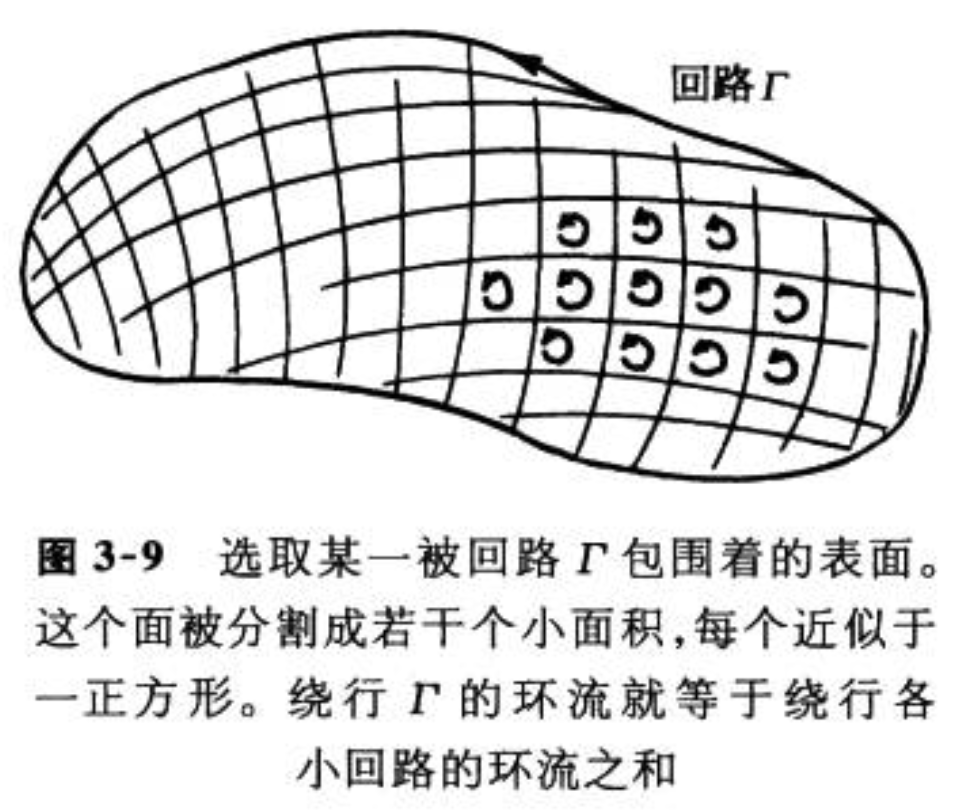 回路Γ
图 3-9 选取某一被回路 Γ 包围着的表面。
这个面被分割成若干个小面积,每个近似于
一正方形。绕行 Γ 的环流就等于绕行各
小回路的环流之和